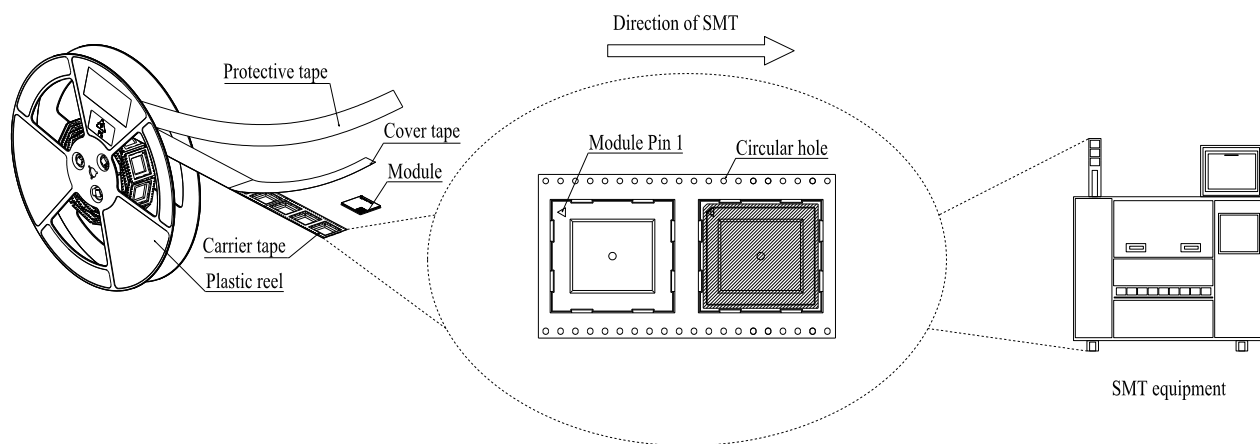 Direction of SMT
Protective tape
Cover tape
Module
Module Pin 1
Circular hole
Carrier tape
Plastic reel
SMT equipment